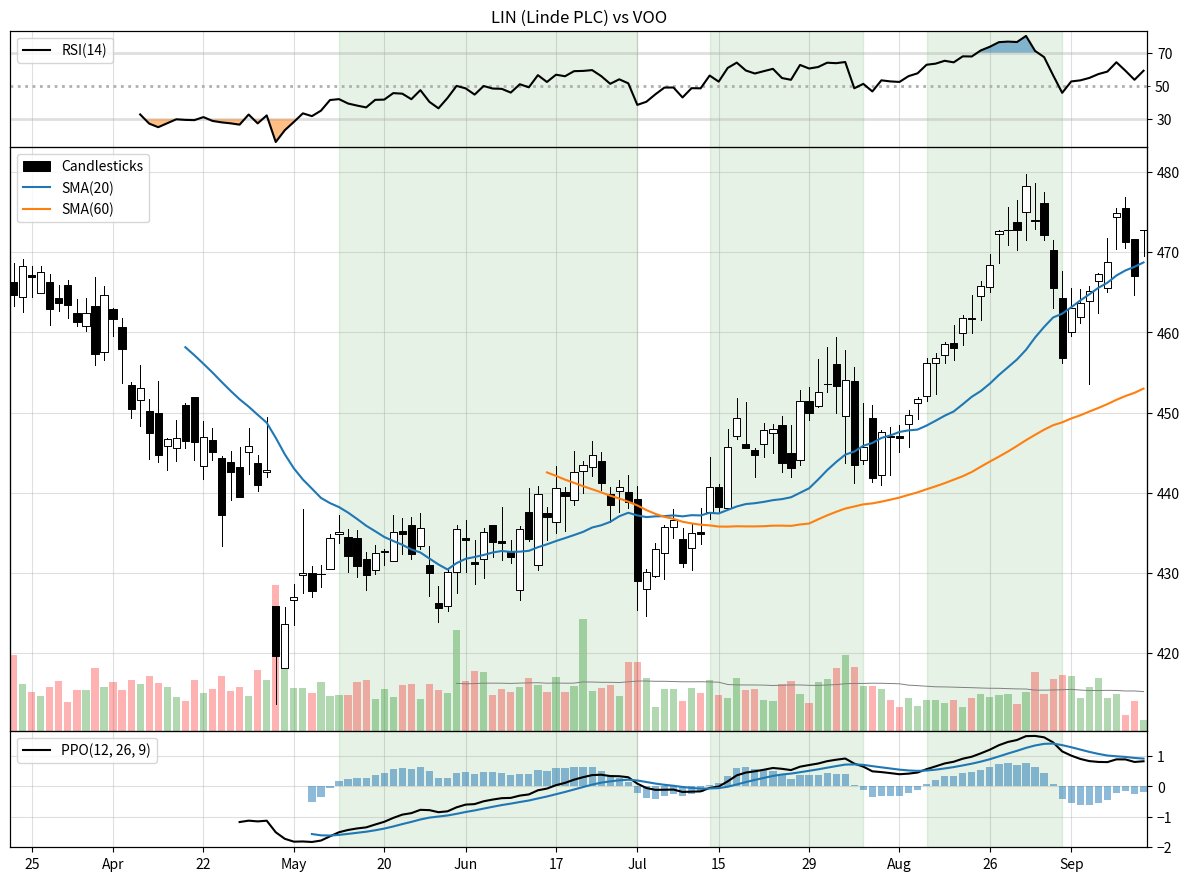 LIN (Linde PLC) vs VOO
RSI(14)
70
50
30
Candlesticks
SMA(20)
SMA(60)
480
470
460
450
440
430
420
PPO(12, 26, 9)
1
0
−1
−2
25 Apr 22 May 20 Jun 17 Jul 15 29 Aug 26 Sep